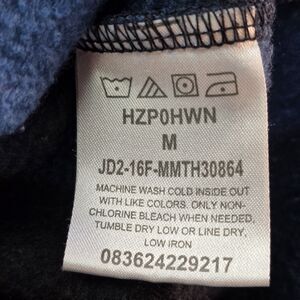 HZP0HWN
M
JD2-16F-MMTH30864
MACHINE WASH COLD INSIDE OUT
WITH LIKE COLORS. ONLY NON-
CHLORINE BLEACH WHEN NEEDED,
TUMBLE DRY LOW OR LINE DRY,
LOW IRON
083624229217